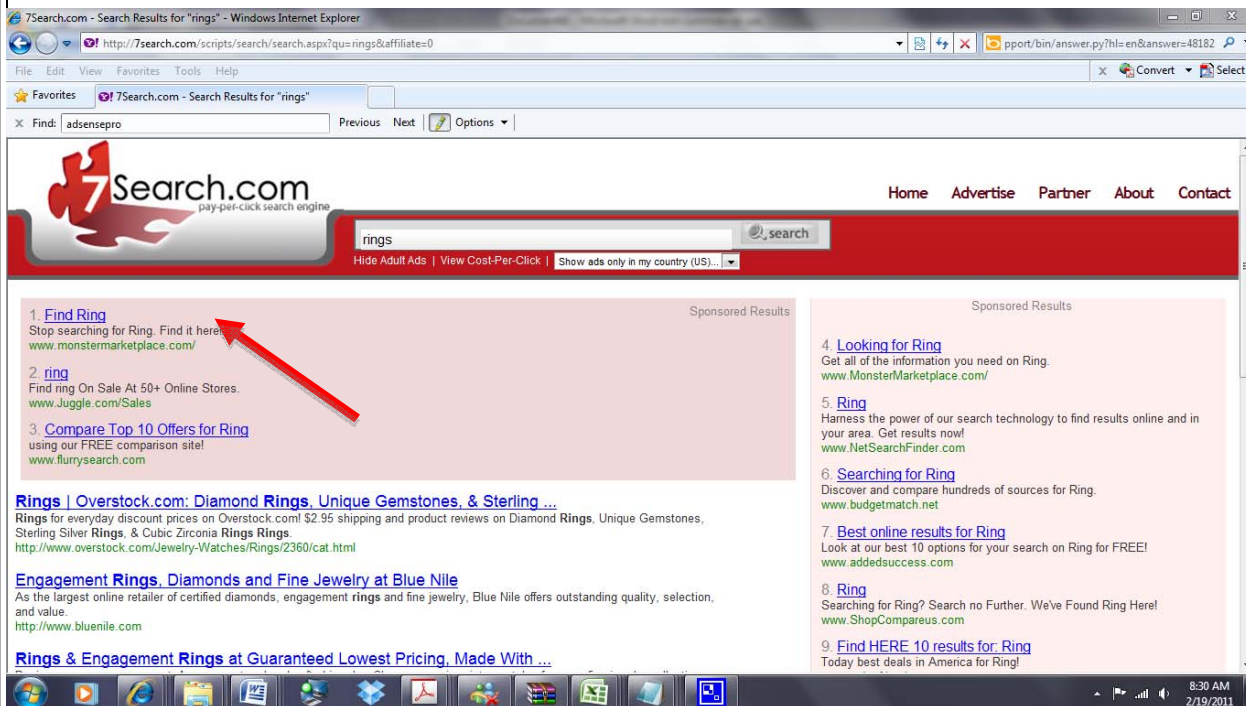 7Search.com - Search Results for "rings" - Windows Internet Explorer
http://7search.com/scripts/search/search.aspx?qu=rings&affiliate=0
pport/bin/answer.py?hl=en&answer=48182
File Edit View Favorites Tools Help
x Convert Select
Favorites 7Search.com - Search Results for "rings"
x Find: adsensepro Previous Next Options
7Search.com
pay-per-click search engine
Home Advertise Partner About Contact
rings search
Hide Adult Ads | View Cost-Per-Click | Show ads only in my country (US)...
Sponsored Results
1. Find Ring
Stop searching for Ring. Find it here
www.monstermarketplace.com/
2. ring
Find ring On Sale At 50+ Online Stores.
www.Juggle.com/Sales
3. Compare Top 10 Offers for Ring
using our FREE comparison site!
www.flurrysearch.com
Rings | Overstock.com: Diamond Rings, Unique Gemstones, & Sterling ...
Rings for everyday discount prices on Overstock.com! $2.95 shipping and product reviews on Diamond Rings, Unique Gemstones,
Sterling Silver Rings, & Cubic Zirconia Rings Rings.
http://www.overstock.com/Jewelry-Watches/Rings/2360/cat.html
Engagement Rings, Diamonds and Fine Jewelry at Blue Nile
As the largest online retailer of certified diamonds, engagement rings and fine jewelry, Blue Nile offers outstanding quality, selection,
and value.
http://www.bluenile.com
Rings & Engagement Rings at Guaranteed Lowest Pricing, Made With ...
Sponsored Results
4. Looking for Ring
Get all of the information you need on Ring.
www.MonsterMarketplace.com/
5. Ring
Harness the power of our search technology to find results online and in
your area. Get results now!
www.NetSearchFinder.com
6. Searching for Ring
Discover and compare hundreds of sources for Ring.
www.budgetmatch.net
7. Best online results for Ring
Look at our best 10 options for your search on Ring for FREE!
www.addedsuccess.com
8. Ring
Searching for Ring? Search no Further. We've Found Ring Here!
www.ShopCompareus.com
9. Find HERE 10 results for: Ring
Today best deals in America for Ring!
8:30 AM
2/19/2011